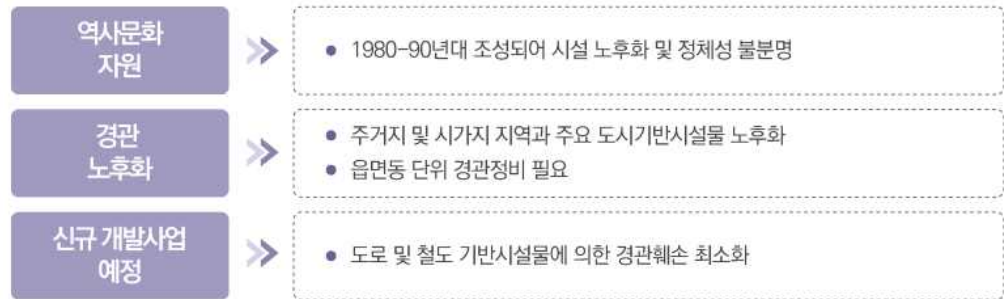 역사문화
자원
• 1980-90년대 조성되어 시설 노후화 및 정체성 불분명
경관
노후화
• 주거지 및 시가지 지역과 주요 도시기반시설물 노후화
• 읍면동 단위 경관정비 필요
신규 개발사업
예정
• 도로 및 철도 기반시설물에 의한 경관훼손 최소화